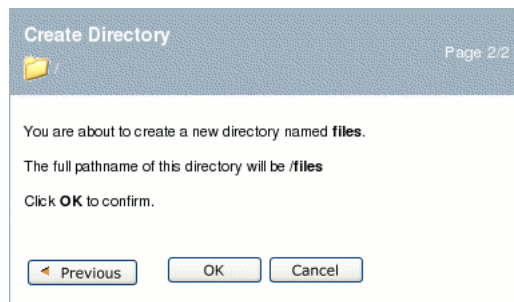 Create Directory
Page 2/2
/
You are about to create a new directory named files.
The full pathname of this directory will be /files
Click OK to confirm.
Previous
OK
Cancel